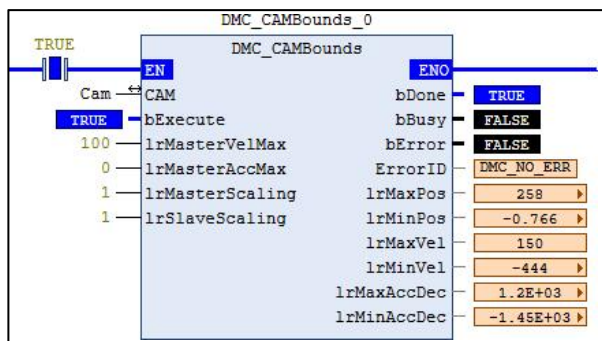 DMC_CAMBounds_0
TRUE
DMC_CAMBounds
EN ENO
Cam CAM bDone TRUE
TRUE bExecute bBusy FALSE
100 lrMasterVelMax bError FALSE
0 lrMasterAccMax ErrorID DMC_NO_ERR
1 lrMasterScaling lrMaxPos 258
1 lrSlaveScaling lrMinPos -0.766
lrMaxVel 150
lrMinVel -444
lrMaxAccDec 1.2E+03
lrMinAccDec -1.45E+03